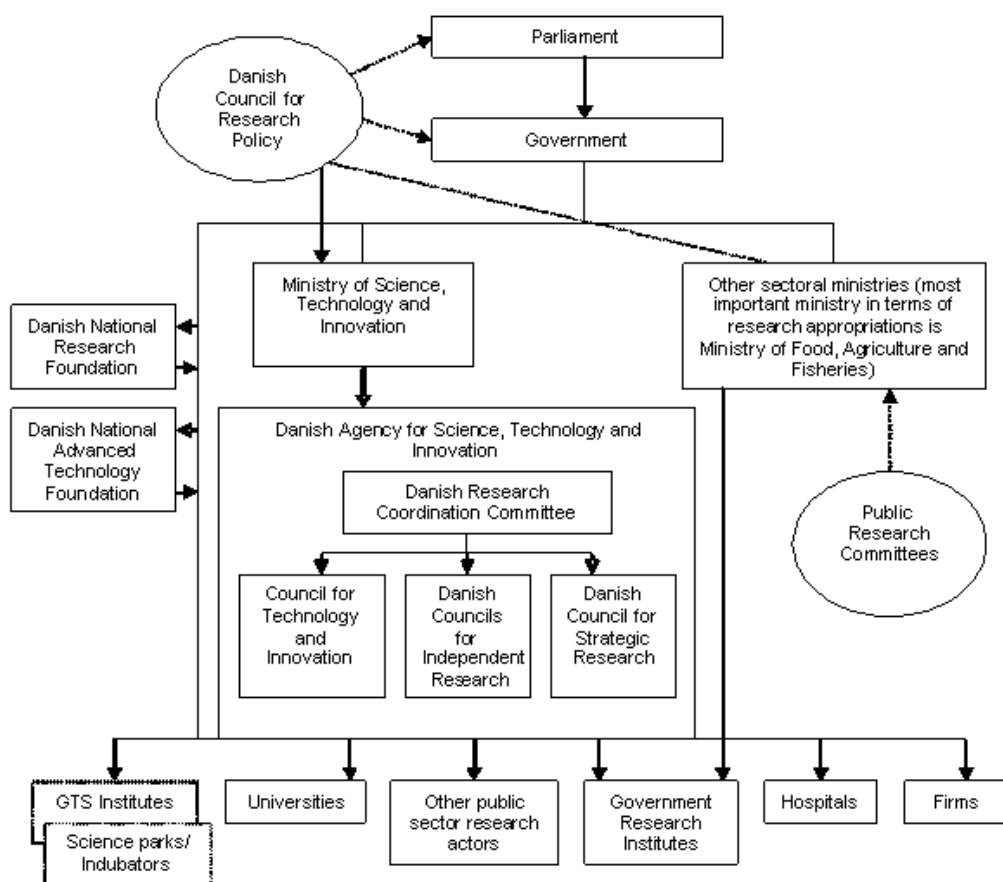 Parliament
Danish
Council for
Research
Policy
Government
Ministry of Science,
Technology and
Innovation
Other sectoral ministries (most
important ministry in terms of
research appropriations is
Ministry of Food, Agriculture and
Fisheries)
Danish National
Research
Foundation
Danish National
Advanced
Technology
Foundation
Danish Agency for Science, Technology and
Innovation
Danish Research
Coordination Committee
Public
Research
Committees
Council for
Technology
and
Innovation
Danish
Councils
for
Independent
Research
Danish
Council for
Strategic
Research
GTS Institutes
Science parks/
Indubators
Universities
Other public
sector research
actors
Government
Research
Institutes
Hospitals
Firms